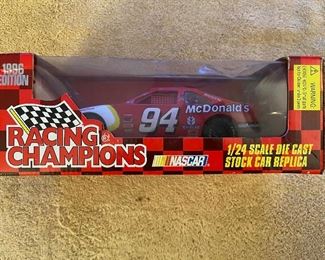 1996
EDITION
McDonald's
94
RACING
CHAMPIONS
NASCAR
1/24 SCALE DIE CAST
STOCK CAR REPLICA
WARNING